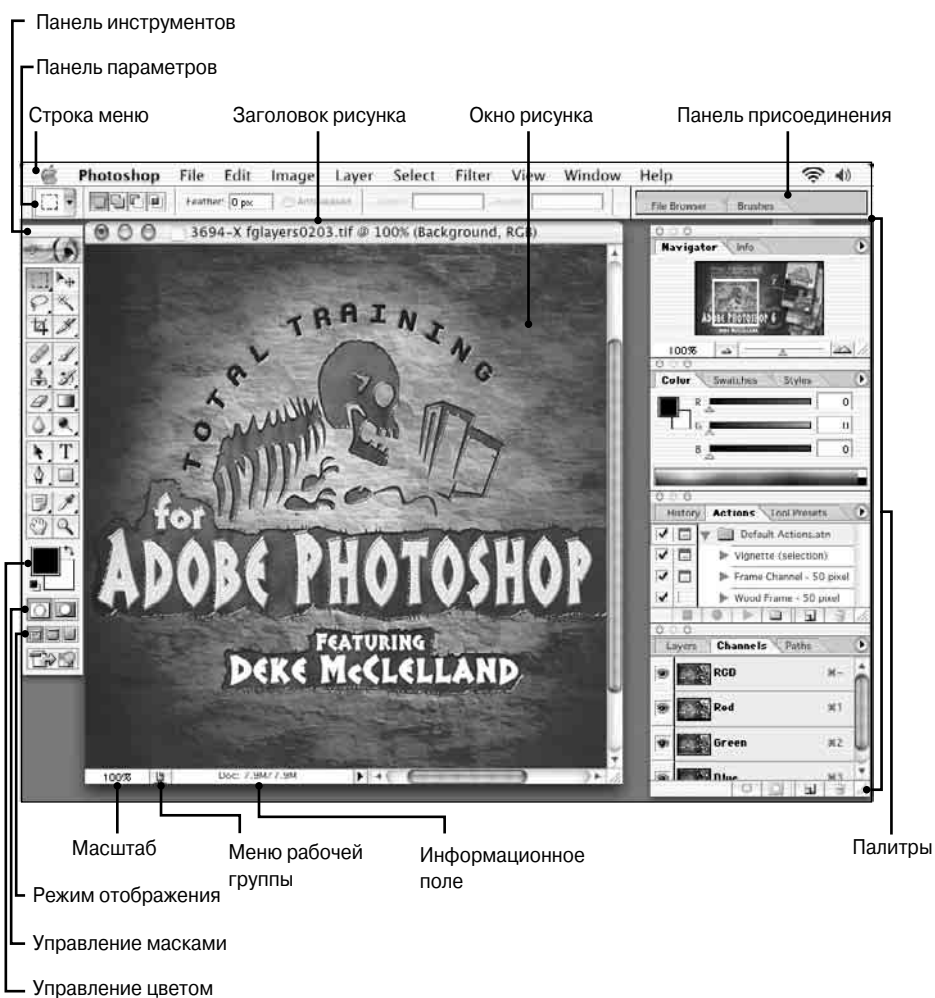 Панель инструментов
Панель параметров
Строка меню
Заголовок рисунка
Окно рисунка
Панель присоединения
Photoshop File Edit Image Layer Select Filter View Window Help
Feather: 0 px
File Browser Brushes
3694-X fglayers0203.tif @ 100% (Background, RGB)
Navigator Info
TOTAL TRAINING
for
ADOBE PHOTOSHOP
FEATURING
DEKE McCLELLAND
ADOBE PHOTOSHOP 6
100%
Color Swatches Styles
R 0
G 0
B 0
History Actions Tool Presets
Default Actions.atn
Vignette (selection)
Frame Channel - 50 pixel
Wood Frame - 50 pixel
Layers Channels Paths
RGB ⌘~
Red ⌘1
Green ⌘2
Blue ⌘3
100% Doc: 7.9M/7.9M
Масштаб
Меню рабочей
группы
Информационное
поле
Палитры
Режим отображения
Управление масками
Управление цветом